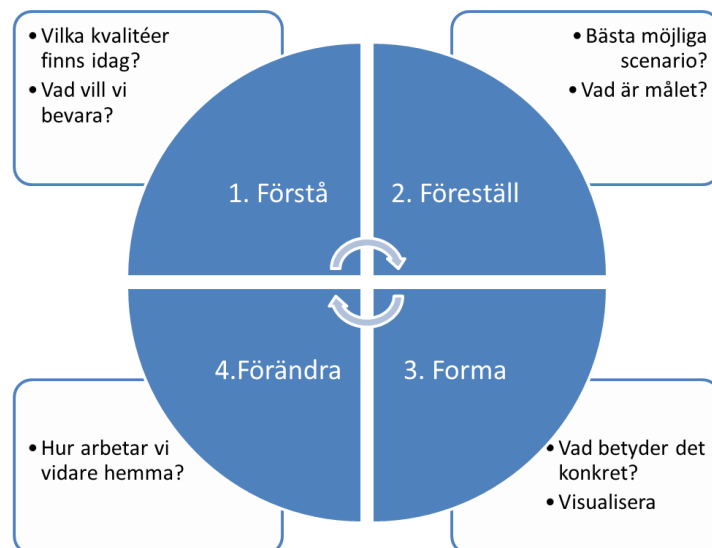 • Vilka kvalitéer
finns idag?
• Vad vill vi
bevara?
1. Förstå
• Bästa möjliga
scenario?
• Vad är målet?
2. Föreställ
• Vad betyder det
konkret?
• Visualisera
3. Forma
• Hur arbetar vi
vidare hemma?
4.Förändra